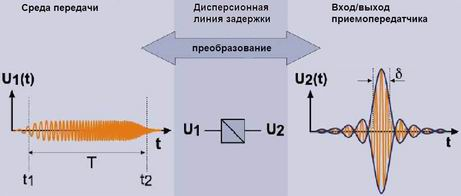 Среда передачи
Дисперсионная
линия задержки
Вход/выход
приемопередатчика
преобразование
U1(t)
t
T
t1
t2
U1
U2
U2(t)
δ
t